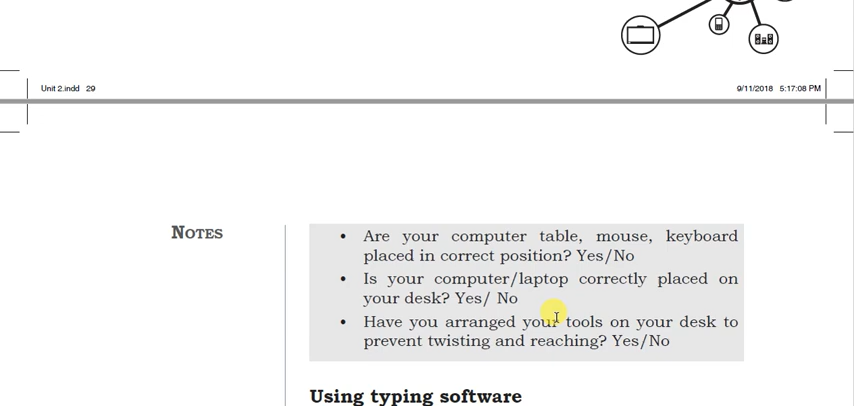 Unit 2.indd   29
9/11/2018   5:17:08 PM
NOTES
• Are your computer table, mouse, keyboard
placed in correct position? Yes/No
• Is your computer/laptop correctly placed on
your desk? Yes/ No
• Have you arranged your tools on your desk to
prevent twisting and reaching? Yes/No
Using typing software